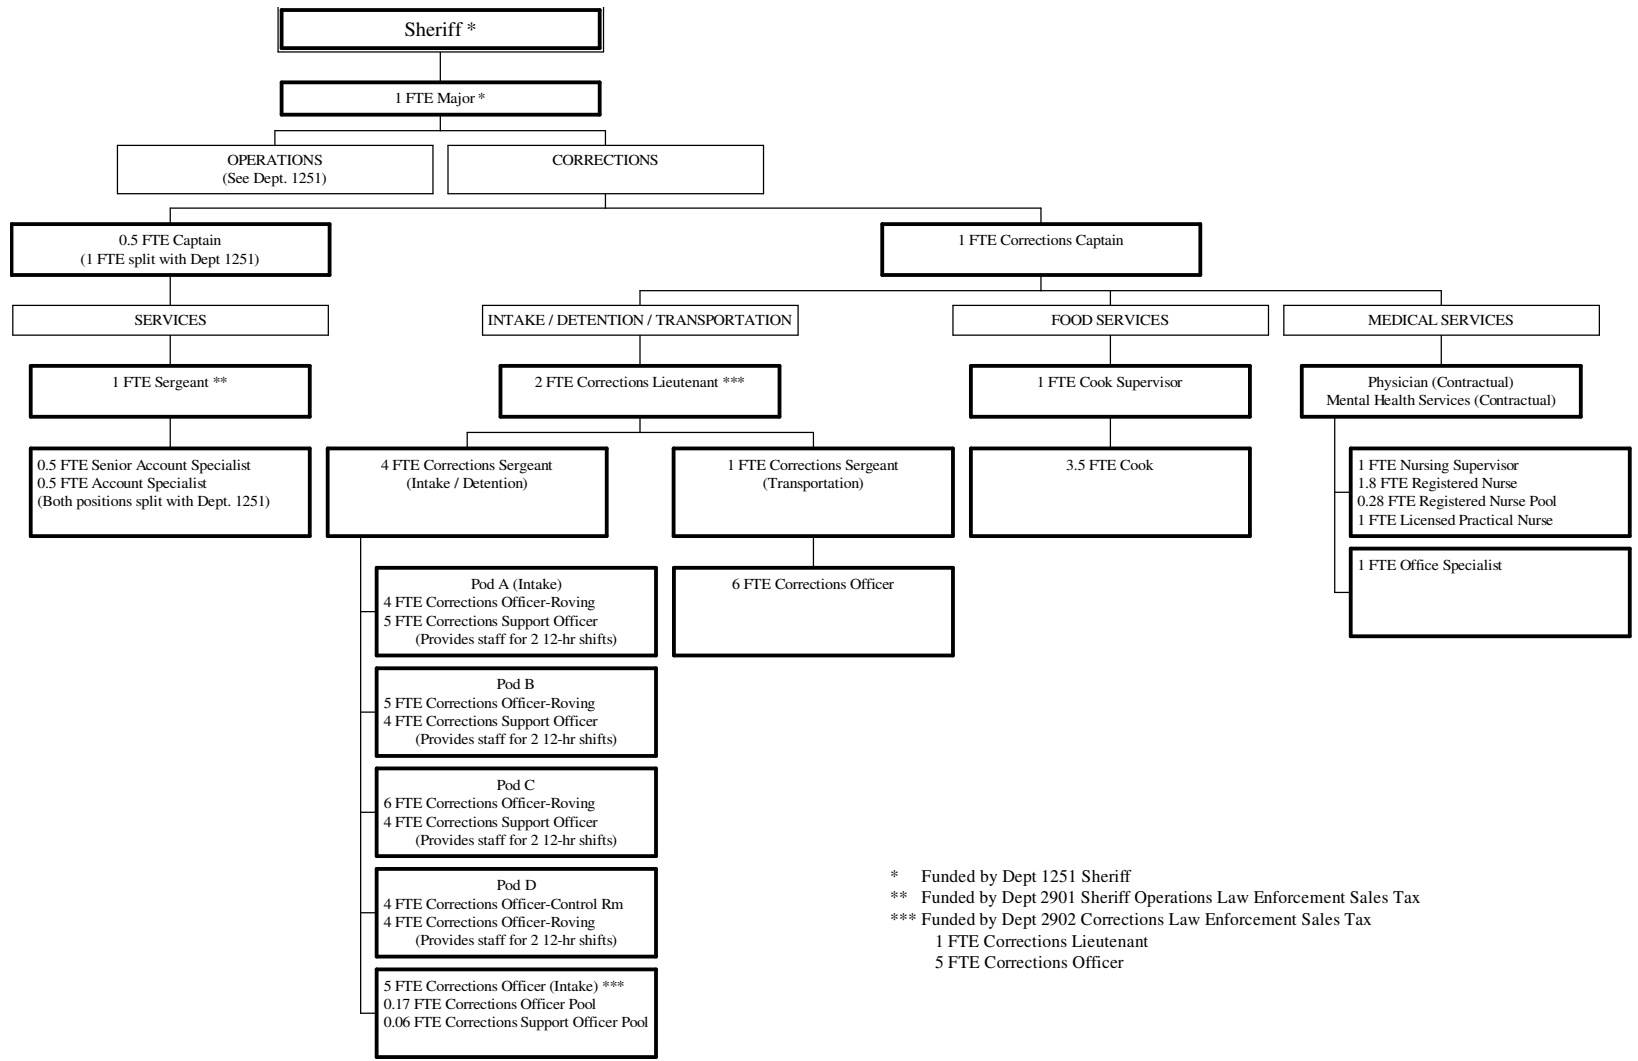 Sheriff *
1 FTE Major *
OPERATIONS
(See Dept. 1251)
CORRECTIONS
0.5 FTE Captain
(1 FTE split with Dept 1251)
1 FTE Corrections Captain
SERVICES
INTAKE / DETENTION / TRANSPORTATION
FOOD SERVICES
MEDICAL SERVICES
1 FTE Sergeant **
2 FTE Corrections Lieutenant ***
1 FTE Cook Supervisor
Physician (Contractual)
Mental Health Services (Contractual)
0.5 FTE Senior Account Specialist
0.5 FTE Account Specialist
(Both positions split with Dept. 1251)
4 FTE Corrections Sergeant
(Intake / Detention)
1 FTE Corrections Sergeant
(Transportation)
3.5 FTE Cook
1 FTE Nursing Supervisor
1.8 FTE Registered Nurse
0.28 FTE Registered Nurse Pool
1 FTE Licensed Practical Nurse
1 FTE Office Specialist
Pod A (Intake)
4 FTE Corrections Officer-Roving
5 FTE Corrections Support Officer
(Provides staff for 2 12-hr shifts)
6 FTE Corrections Officer
Pod B
5 FTE Corrections Officer-Roving
4 FTE Corrections Support Officer
(Provides staff for 2 12-hr shifts)
Pod C
6 FTE Corrections Officer-Roving
4 FTE Corrections Support Officer
(Provides staff for 2 12-hr shifts)
Pod D
4 FTE Corrections Officer-Control Rm
4 FTE Corrections Officer-Roving
(Provides staff for 2 12-hr shifts)
5 FTE Corrections Officer (Intake) ***
0.17 FTE Corrections Officer Pool
0.06 FTE Corrections Support Officer Pool
* Funded by Dept 1251 Sheriff
** Funded by Dept 2901 Sheriff Operations Law Enforcement Sales Tax
*** Funded by Dept 2902 Corrections Law Enforcement Sales Tax
1 FTE Corrections Lieutenant
5 FTE Corrections Officer